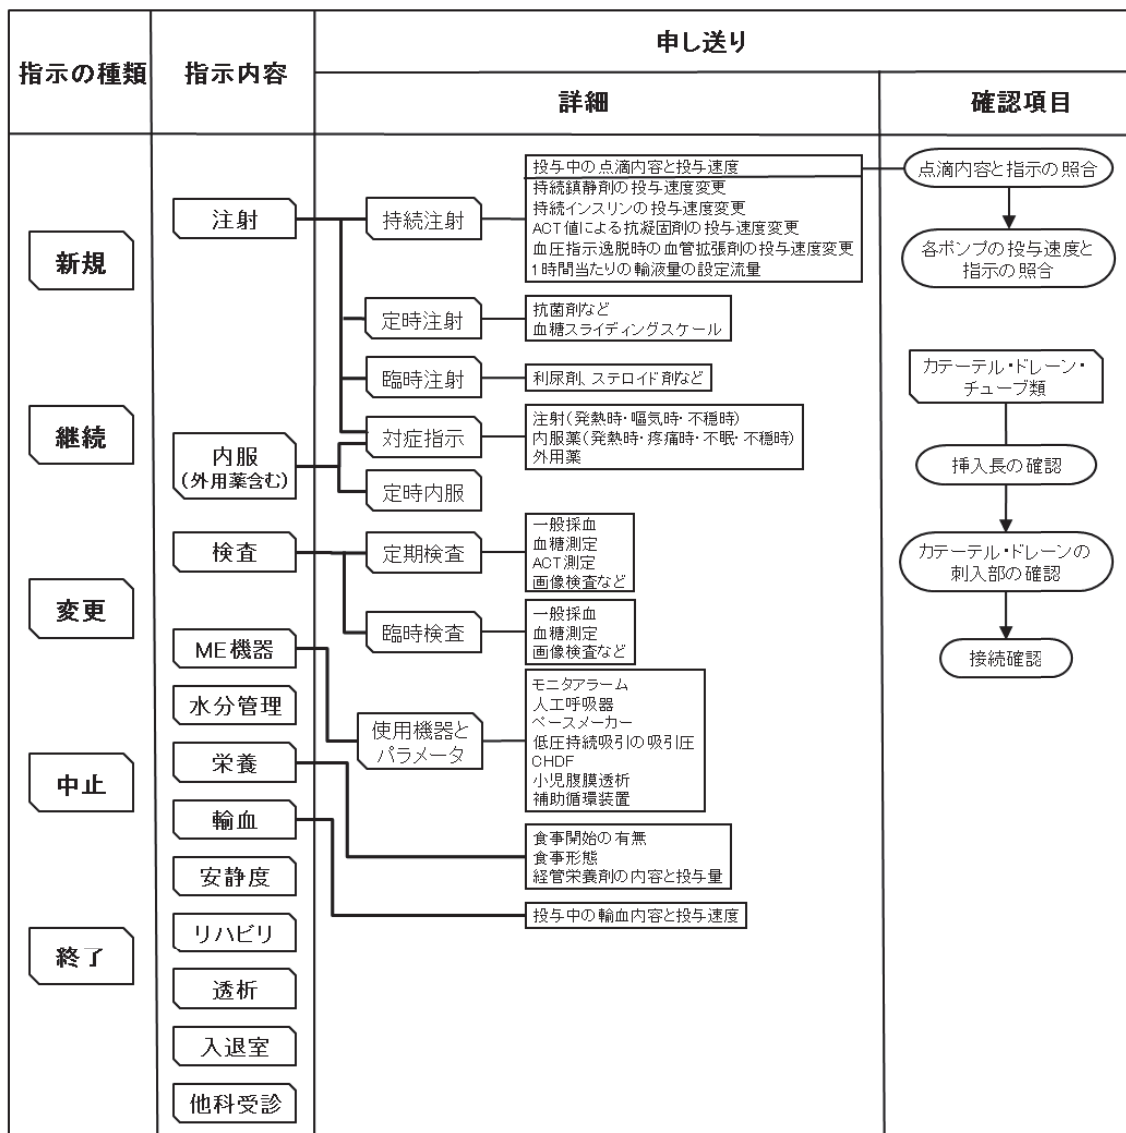 指示の種類
指示内容
申し送り
詳細
確認項目
新規
継続
変更
中止
終了
注射
内服
(外用薬含む)
検査
ME機器
水分管理
栄養
輸血
安静度
リハビリ
透析
入退室
他科受診
持続注射
定時注射
臨時注射
対症指示
定時内服
定期検査
臨時検査
使用機器と
パラメータ
投与中の点滴内容と投与速度
持続鎮静剤の投与速度変更
持続インスリンの投与速度変更
ACT値による抗凝固剤の投与速度変更
血圧指示逸脱時の血管拡張剤の投与速度変更
1時間当たりの輸液量の設定流量
抗菌剤など
血糖スライディングスケール
利尿剤、ステロイド剤など
注射(発熱時・嘔気時・不穏時)
内服薬(発熱時・疼痛時・不眠・不穏時)
外用薬
一般採血
血糖測定
ACT測定
画像検査など
一般採血
血糖測定
画像検査など
モニタアラーム
人工呼吸器
ペースメーカー
低圧持続吸引の吸引圧
CHDF
小児腹膜透析
補助循環装置
食事開始の有無
食事形態
経管栄養剤の内容と投与量
投与中の輸血内容と投与速度
点滴内容と指示の照合
各ポンプの投与速度と
指示の照合
カテーテル・ドレーン・
チューブ類
挿入長の確認
カテーテル・ドレーンの
刺入部の確認
接続確認